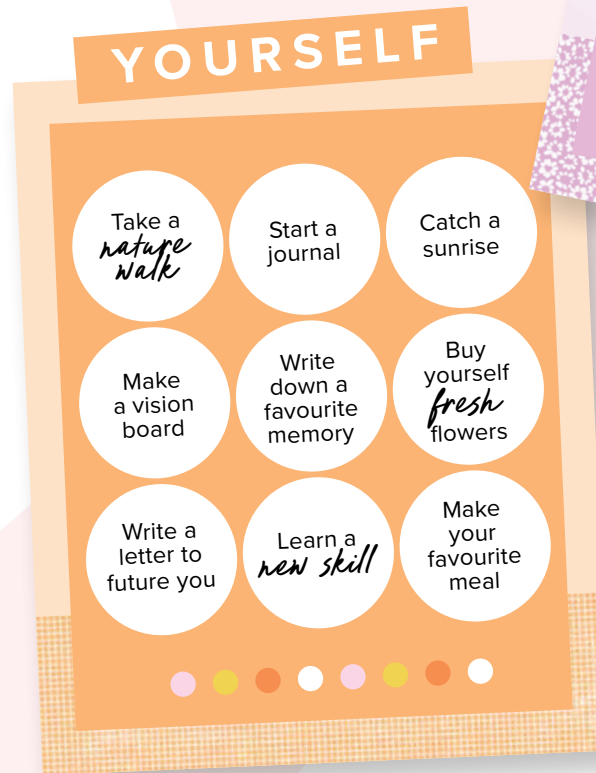 YOURSELF
Take a
nature
walk
Start a
journal
Catch a
sunrise
Make
a vision
board
Write
down a
favourite
memory
Buy
yourself
fresh
flowers
Write a
letter to
future you
Learn a
new skill
Make
your
favourite
meal